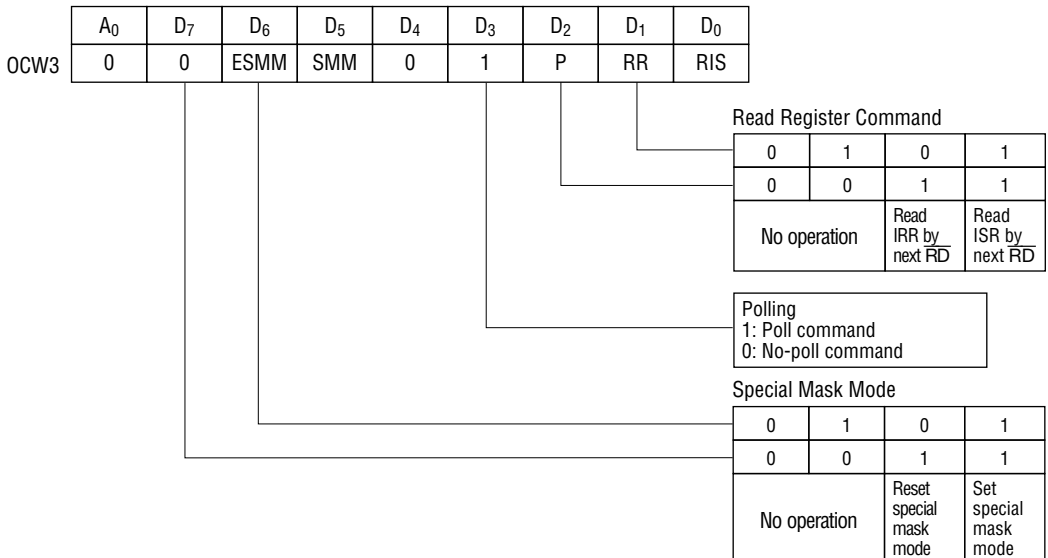 A0 D7 D6 D5 D4 D3 D2 D1 D0
OCW3 0 0 ESMM SMM 0 1 P RR RIS
Read Register Command
0 1 0 1
0 0 1 1
No operation
Read IRR by next RD
Read ISR by next RD
Polling
1: Poll command
0: No-poll command
Special Mask Mode
0 1 0 1
0 0 1 1
No operation
Reset special mask mode
Set special mask mode